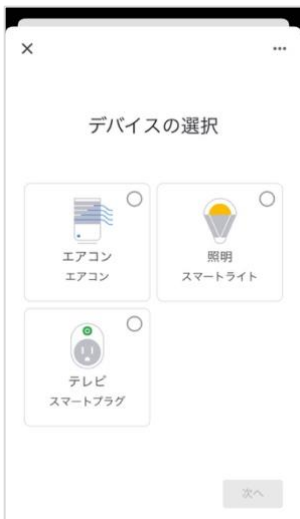 デバイスの選択
エアコン
エアコン
照明
スマートライト
テレビ
スマートプラグ
次へ